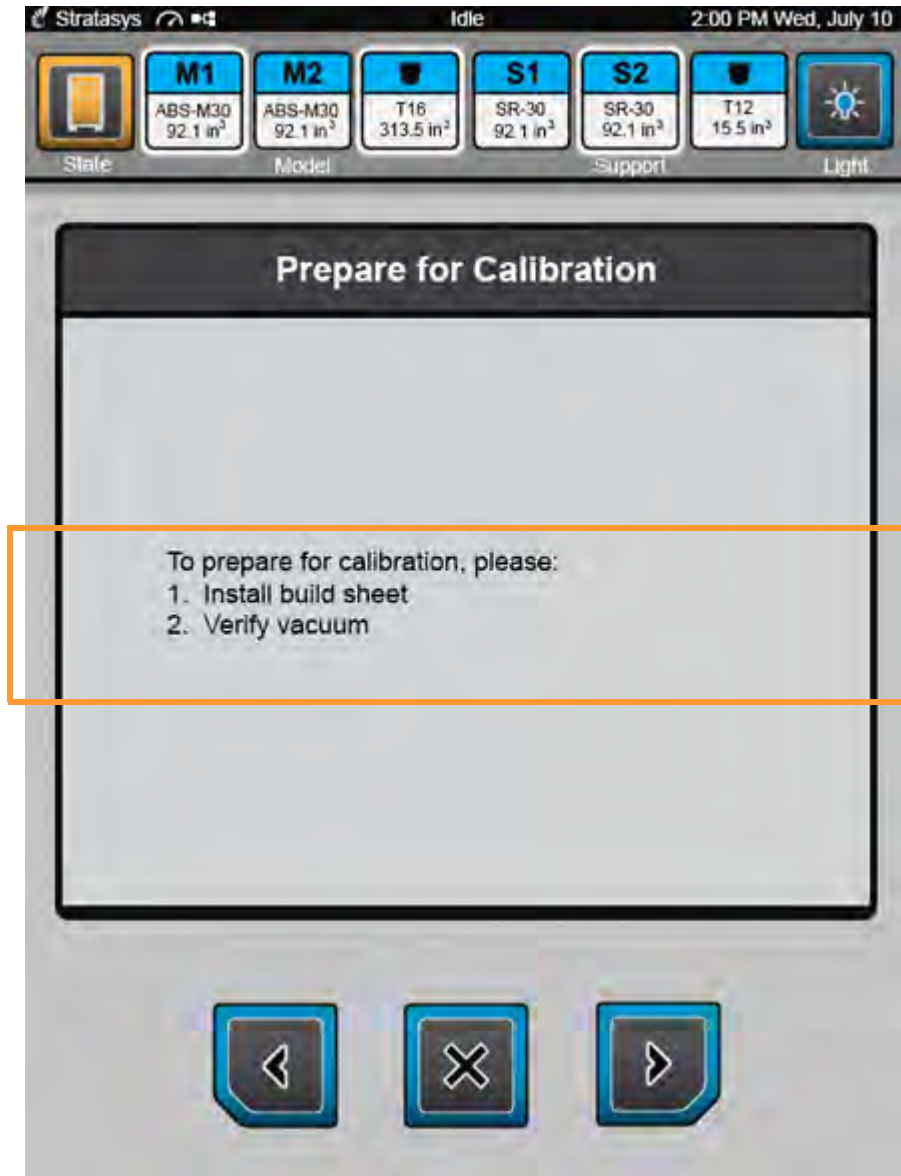 Stratasys
Idle
2:00 PM Wed, July 10
M1
ABS-M30
92.1 in³
M2
ABS-M30
92.1 in³
T16
313.5 in³
S1
SR-30
92.1 in³
S2
SR-30
92.1 in³
T12
15.5 in³
State
Model
Support
Light
Prepare for Calibration
To prepare for calibration, please:
1. Install build sheet
2. Verify vacuum